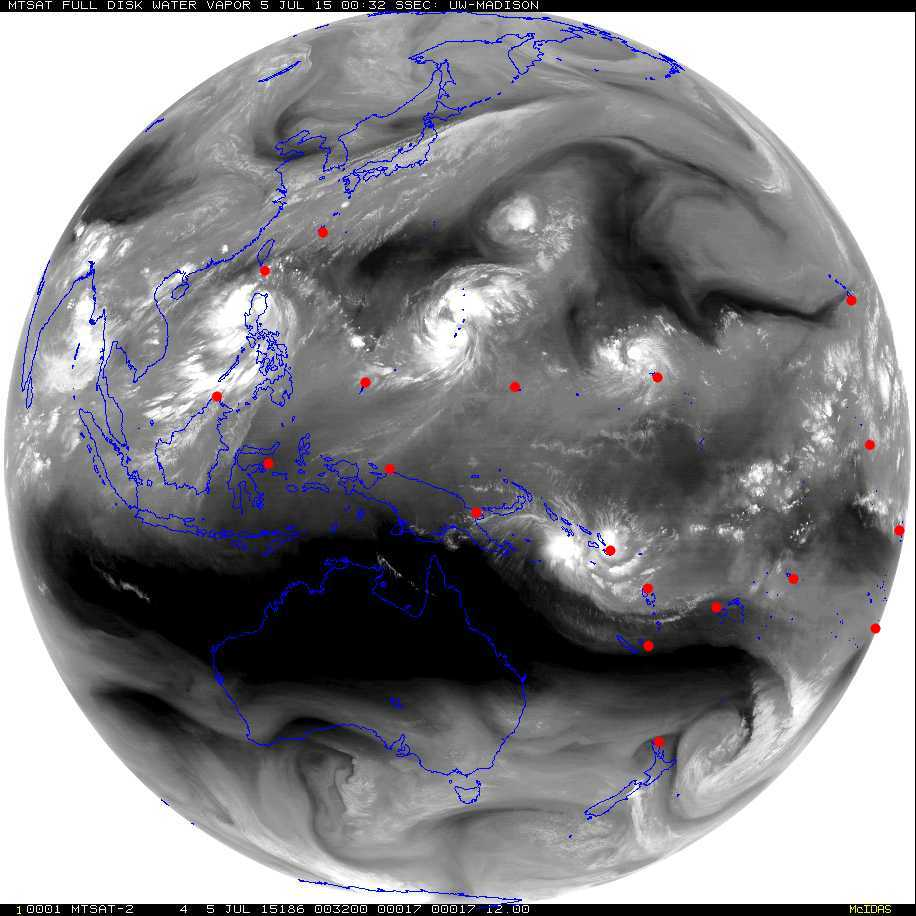 MTSAT FULL DISK WATER VAPOR 5 JUL 15 00:32 SSEC: UW-MADISON
10001 MTSAT-2 4 5 JUL 15186 003200 00017 00017 12.00 McIDAS